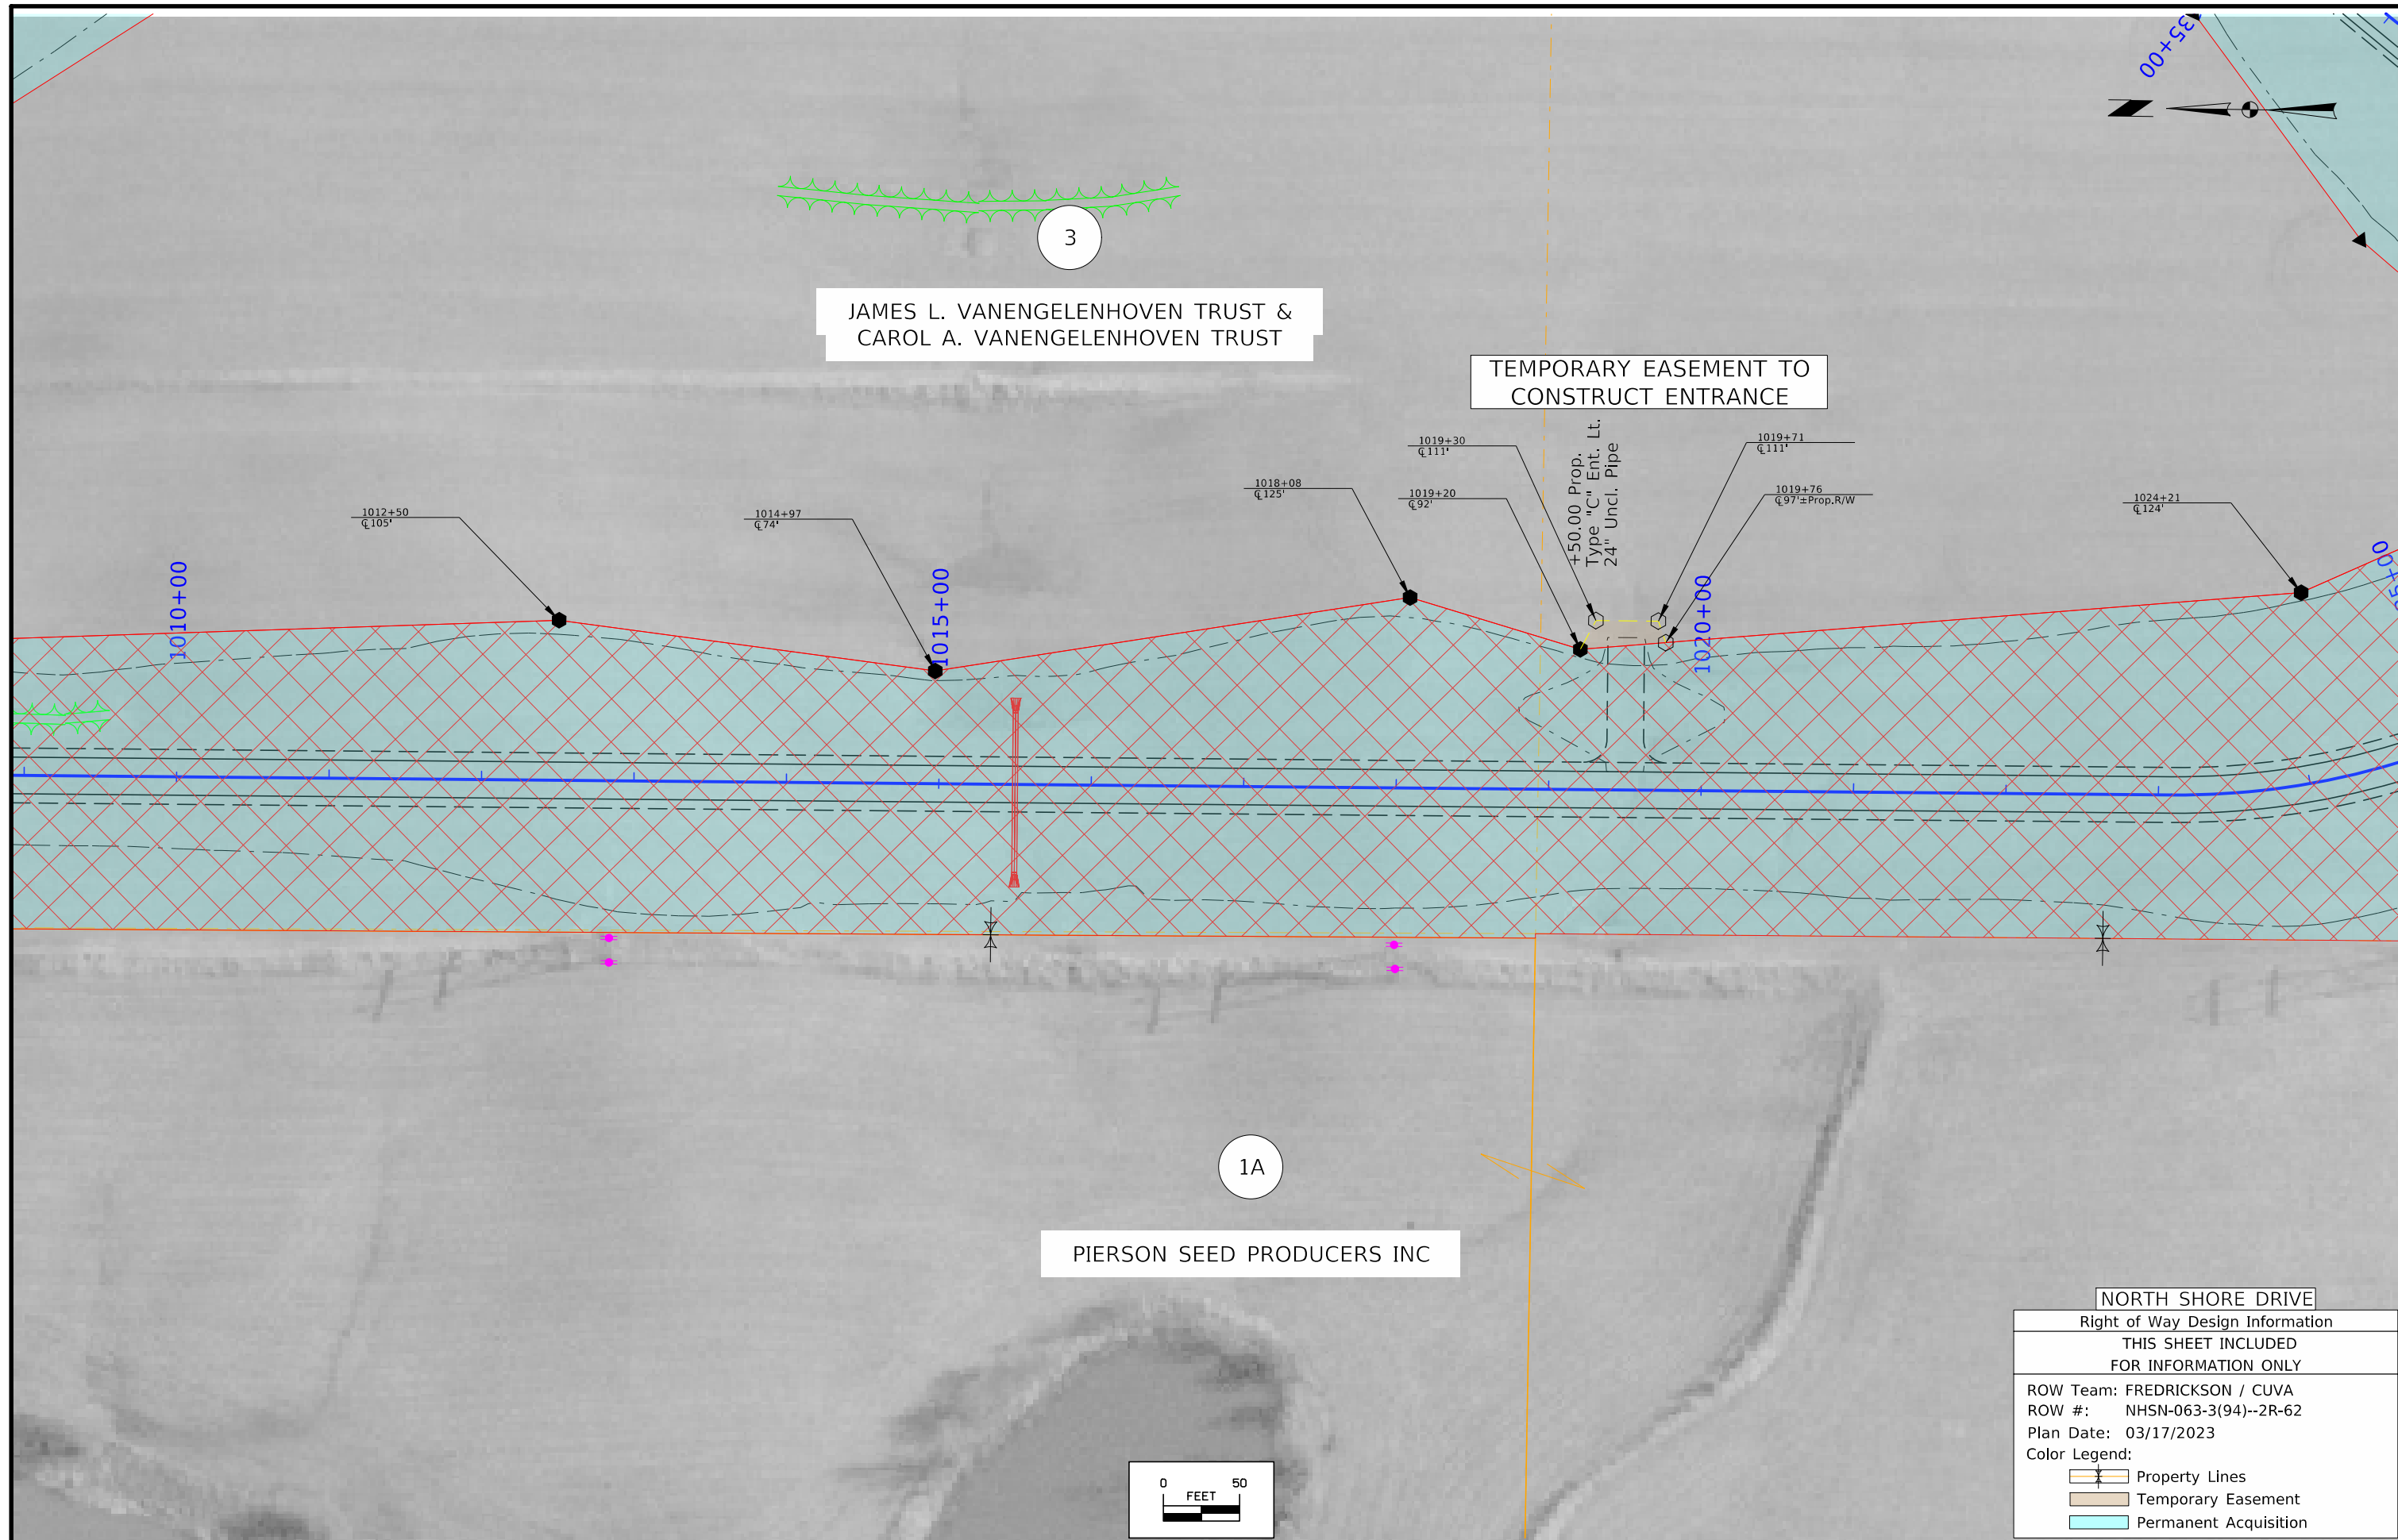 35+00
3
JAMES L. VANENGELENHOVEN TRUST &
CAROL A. VANENGELENHOVEN TRUST
TEMPORARY EASEMENT TO
CONSTRUCT ENTRANCE
1012+50
℄105'
1014+97
℄74'
1018+08
℄125'
1019+30
℄111'
1019+20
℄92'
+50.00 Prop.
Type "C" Ent. Lt.
24" Uncl. Pipe
1019+71
℄111'
1019+76
℄97'±Prop.R/W
1024+21
℄124'
1010+00
1015+00
1020+00
1A
PIERSON SEED PRODUCERS INC
0 50
FEET
NORTH SHORE DRIVE
Right of Way Design Information
THIS SHEET INCLUDED
FOR INFORMATION ONLY
ROW Team: FREDRICKSON / CUVA
ROW #: NHSN-063-3(94)--2R-62
Plan Date: 03/17/2023
Color Legend:
Property Lines
Temporary Easement
Permanent Acquisition